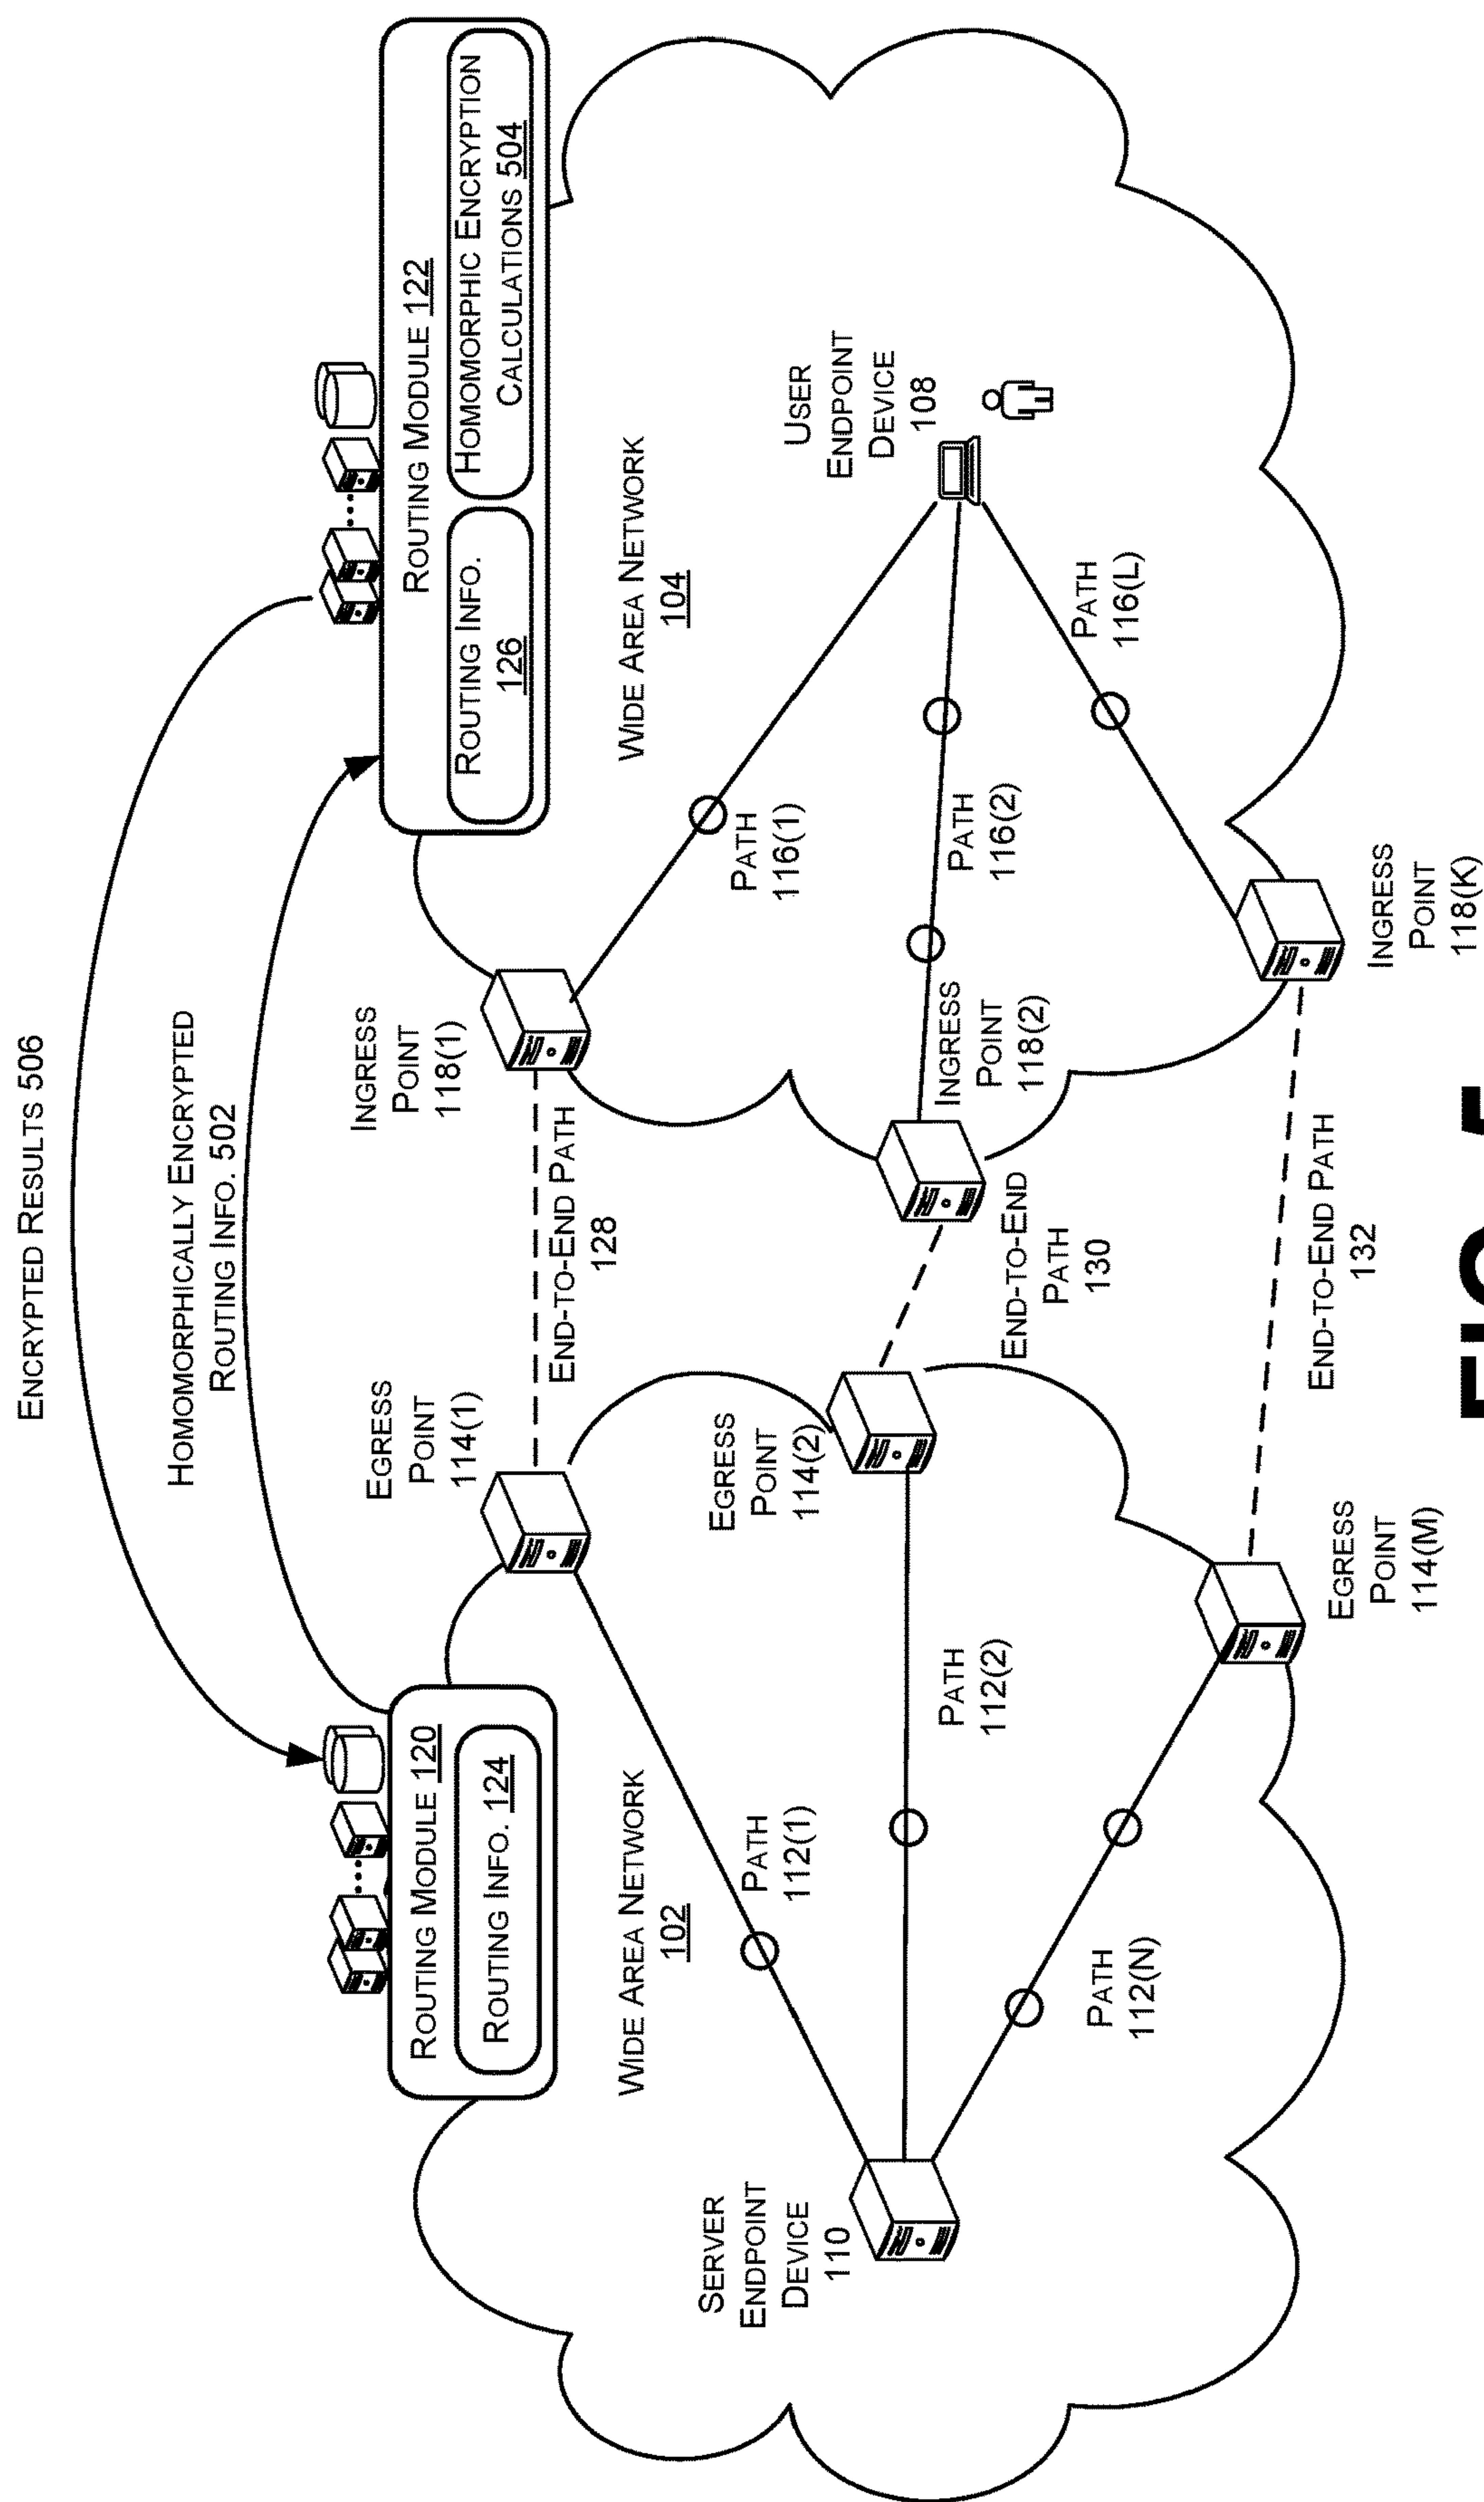 ENCRYPTED RESULTS 506
HOMOMORPHICALLY ENCRYPTED
ROUTING INFO. 502
ROUTING MODULE 120
ROUTING INFO. 124
ROUTING MODULE 122
ROUTING INFO.
126
HOMOMORPHIC ENCRYPTION
CALCULATIONS 504
EGRESS
POINT
114(1)
INGRESS
POINT
118(1)
END-TO-END PATH
128
WIDE AREA NETWORK
102
WIDE AREA NETWORK
104
SERVER
ENDPOINT
DEVICE
110
PATH
112(1)
EGRESS
POINT
114(2)
PATH
116(1)
USER
ENDPOINT
DEVICE
108
PATH
112(2)
END-TO-END
PATH
130
INGRESS
POINT
118(2)
PATH
116(2)
PATH
116(L)
PATH
112(N)
EGRESS
POINT
114(M)
END-TO-END PATH
132
INGRESS
POINT
118(K)